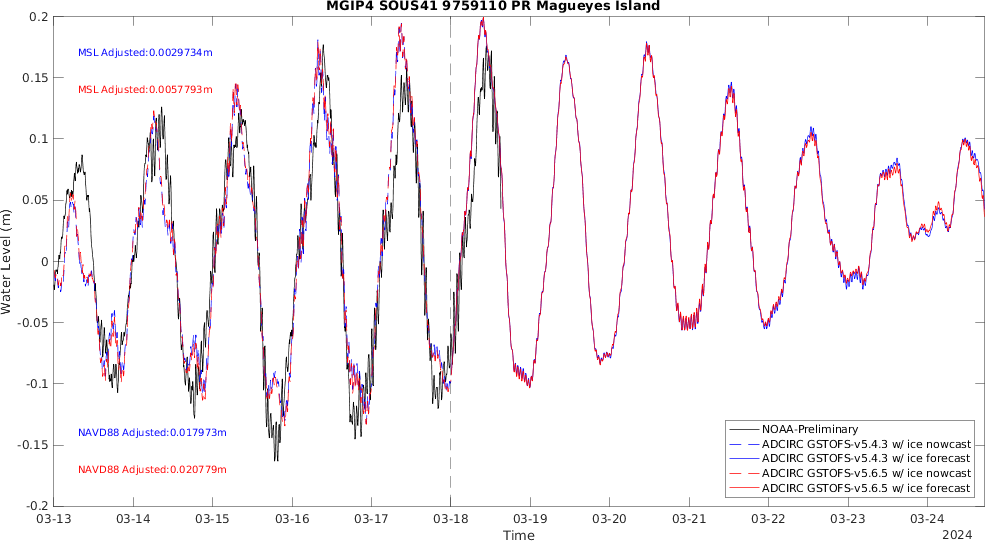 MGIP4 SOUS41 9759110 PR Magueyes Island
0.2
0.15
0.1
0.05
0
-0.05
-0.1
-0.15
-0.2
Water Level (m)
MSL Adjusted:0.0029734m
MSL Adjusted:0.0057793m
NAVD88 Adjusted:0.017973m
NAVD88 Adjusted:0.020779m
NOAA-Preliminary
ADCIRC GSTOFS-v5.4.3 w/ ice nowcast
ADCIRC GSTOFS-v5.4.3 w/ ice forecast
ADCIRC GSTOFS-v5.6.5 w/ ice nowcast
ADCIRC GSTOFS-v5.6.5 w/ ice forecast
03-13 03-14 03-15 03-16 03-17 03-18 03-19 03-20 03-21 03-22 03-23 03-24
Time
2024